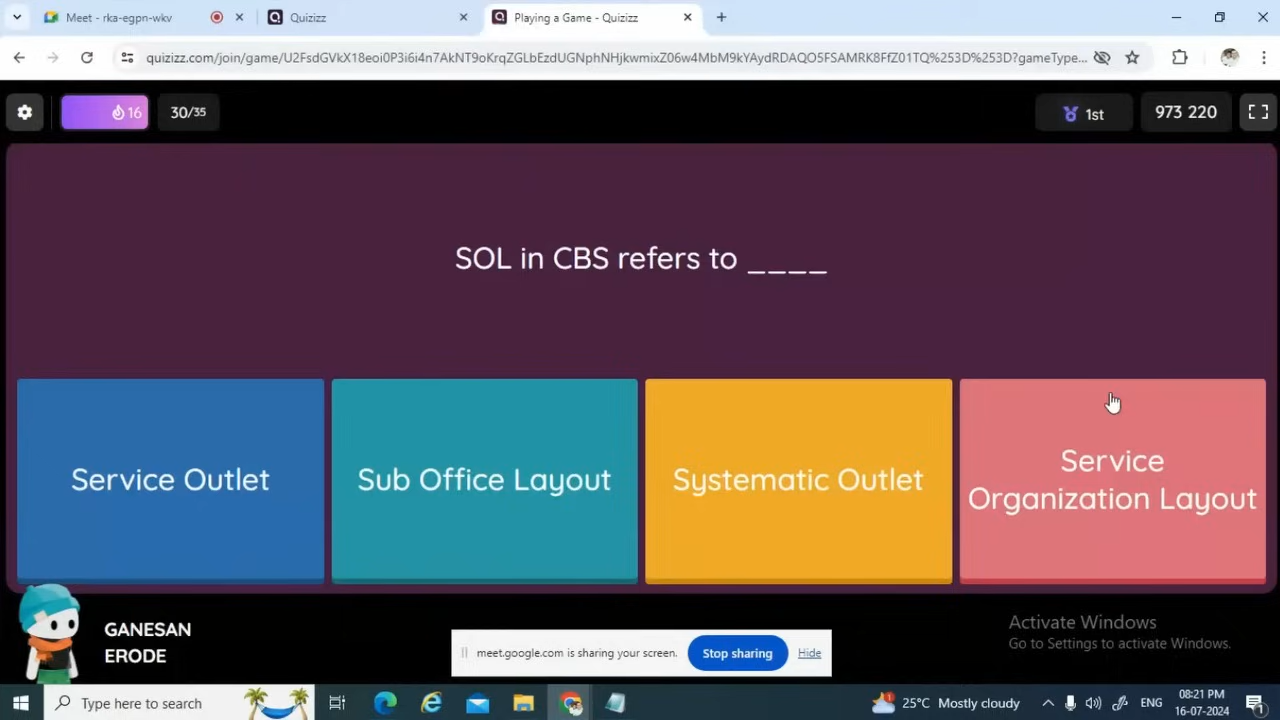 Meet - rka-egpn-wkv
Quizizz
Playing a Game - Quizizz
quizizz.com/join/game/U2FsdGVkX18eoi0P3i6i4n7AkNT9oKrqZGLbEzdUGNphNHjkwmixZ06w4MbM9kYAydRDAQO5FSAMRK8FfZ01TQ%253D%253D?gameType...
16
30/35
1st
973 220
SOL in CBS refers to ____
Service Outlet
Sub Office Layout
Systematic Outlet
Service
Organization Layout
GANESAN
ERODE
meet.google.com is sharing your screen.
Stop sharing
Hide
Activate Windows
Go to Settings to activate Windows.
Type here to search
25°C Mostly cloudy
ENG
08:21 PM
16-07-2024
1